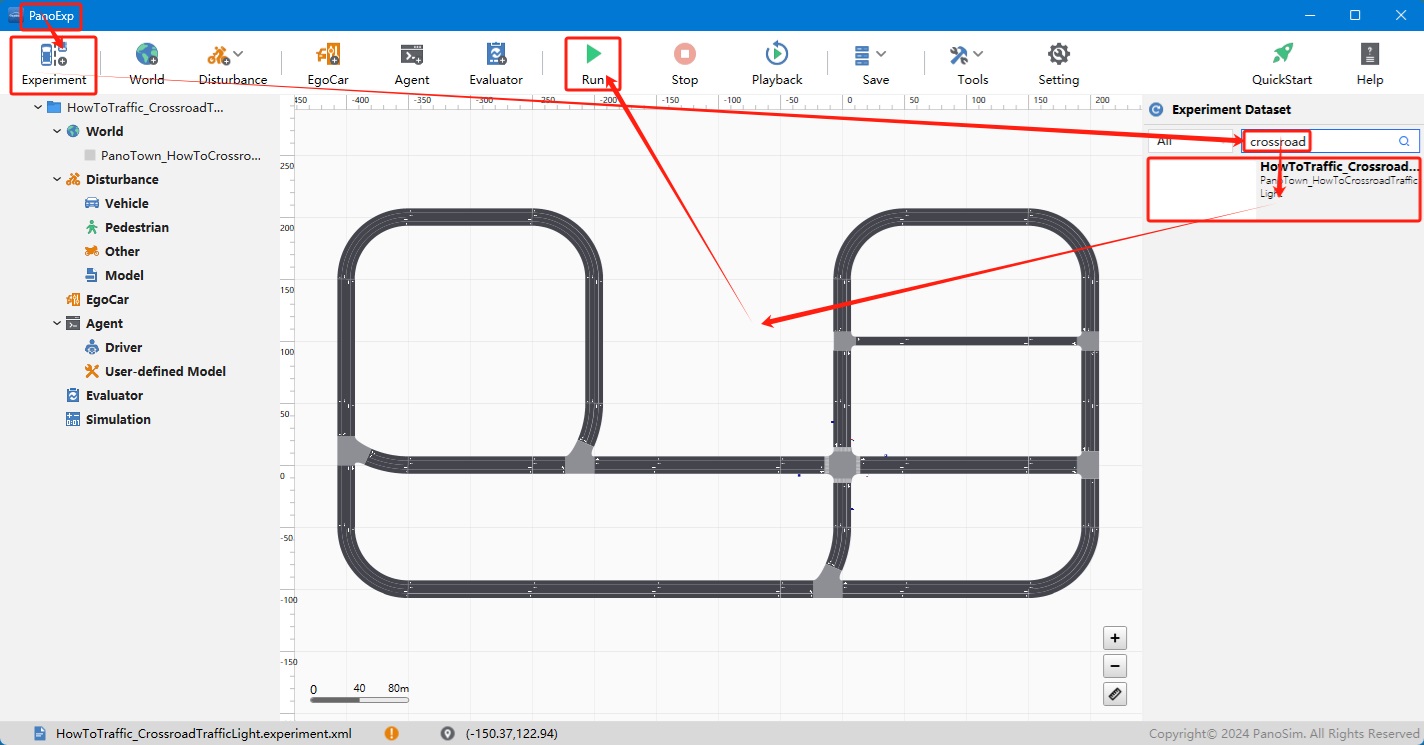 PanoExp
Experiment
World
Disturbance
EgoCar
Agent
Evaluator
Run
Stop
Playback
Save
Tools
Setting
QuickStart
Help
HowToTraffic_CrossroadT...
World
PanoTown_HowToCrossro...
Disturbance
Vehicle
Pedestrian
Other
Model
EgoCar
Agent
Driver
User-defined Model
Evaluator
Simulation
450 -400 -350 -300 -250 -200 -150 -100 -50 0 50 100 150 200
250
200
150
100
50
0
-50
-100
-150
0 40 80m
+
−
Experiment Dataset
All
crossroad
HowToTraffic_Crossroad...
PanoTown_HowToCrossroadTraffic
Light
HowToTraffic_CrossroadTrafficLight.experiment.xml
(-150.37,122.94)
Copyright© 2024 PanoSim. All Rights Reserved